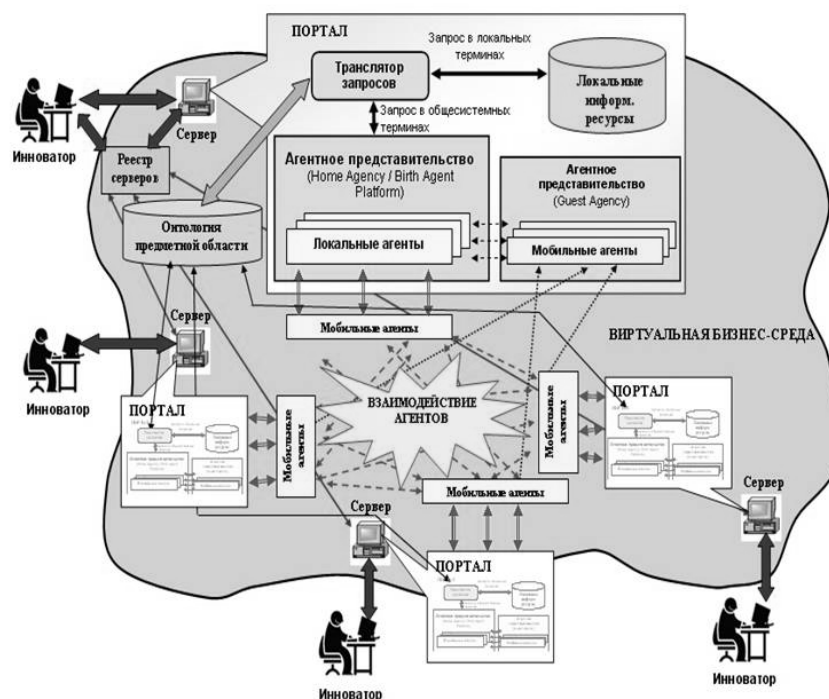 ПОРТАЛ
Запрос в локальных
терминах
Транслятор
запросов
Локальные
информ.
ресурсы
Запрос в общесистемных
терминах
Инноватор
Сервер
Реестр
серверов
Агентное представительство
(Home Agency / Birth Agent
Platform)
Локальные агенты
Агентное
представительство
(Guest Agency)
Мобильные агенты
Онтология
предметной области
Мобильные агенты
ВИРТУАЛЬНАЯ БИЗНЕС-СРЕДА
Сервер
Инноватор
ПОРТАЛ
Мобильные
агенты
ВЗАИМОДЕЙСТВИЕ
АГЕНТОВ
Мобильные
агенты
ПОРТАЛ
Мобильные агенты
Сервер
Сервер
ПОРТАЛ
Инноватор
Инноватор